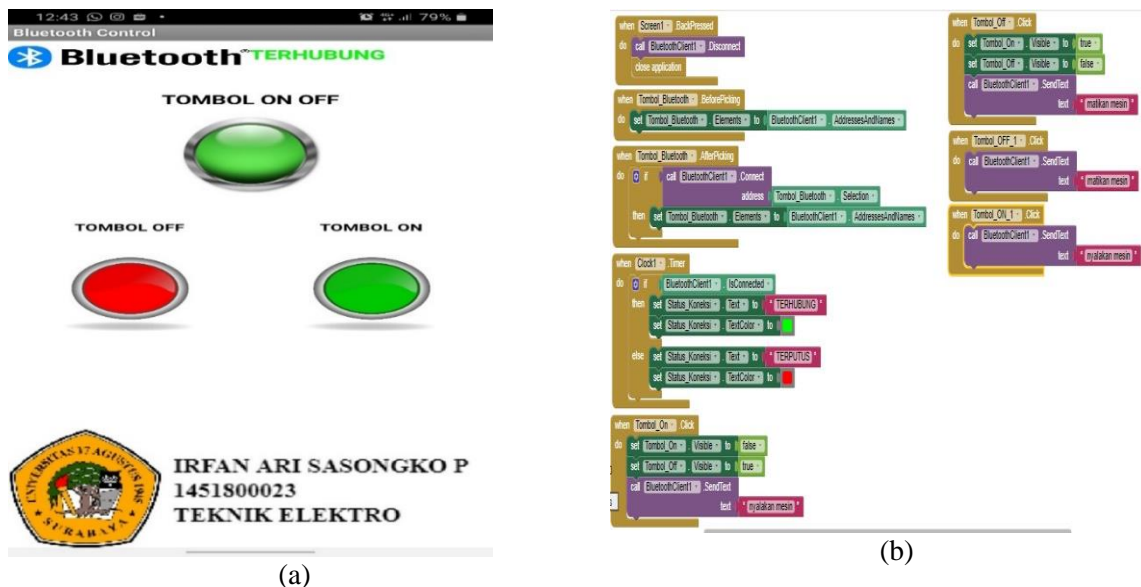 12:43
79%
Bluetooth Control
Bluetooth® TERHUBUNG
TOMBOL ON OFF
TOMBOL OFF TOMBOL ON
UNIVERSITAS 17 AGUSTUS 1945
SURABAYA
IRFAN ARI SASONGKO P
1451800023
TEKNIK ELEKTRO
(a)
when Screen1 .BackPressed
do call BluetoothClient1 .Disconnect
close application
when Tombol_Bluetooth .BeforePicking
do set Tombol_Bluetooth . Elements to BluetoothClient1 . AddressesAndNames
when Tombol_Bluetooth .AfterPicking
do if call BluetoothClient1 .Connect
address Tombol_Bluetooth . Selection
then set Tombol_Bluetooth . Elements to BluetoothClient1 . AddressesAndNames
when Clock1 .Timer
do if BluetoothClient1 . IsConnected
then set Status_Koneksi . Text to " TERHUBUNG "
set Status_Koneksi . TextColor to
else set Status_Koneksi . Text to " TERPUTUS "
set Status_Koneksi . TextColor to
when Tombol_On .Click
do set Tombol_On . Visible to false
set Tombol_Off . Visible to true
call BluetoothClient1 .SendText
text " nyalakan mesin "
when Tombol_Off .Click
do set Tombol_On . Visible to true
set Tombol_Off . Visible to false
call BluetoothClient1 .SendText
text " matikan mesin "
when Tombol_OFF_1 .Click
do call BluetoothClient1 .SendText
text " matikan mesin "
when Tombol_ON_1 .Click
do call BluetoothClient1 .SendText
text " nyalakan mesin "
(b)